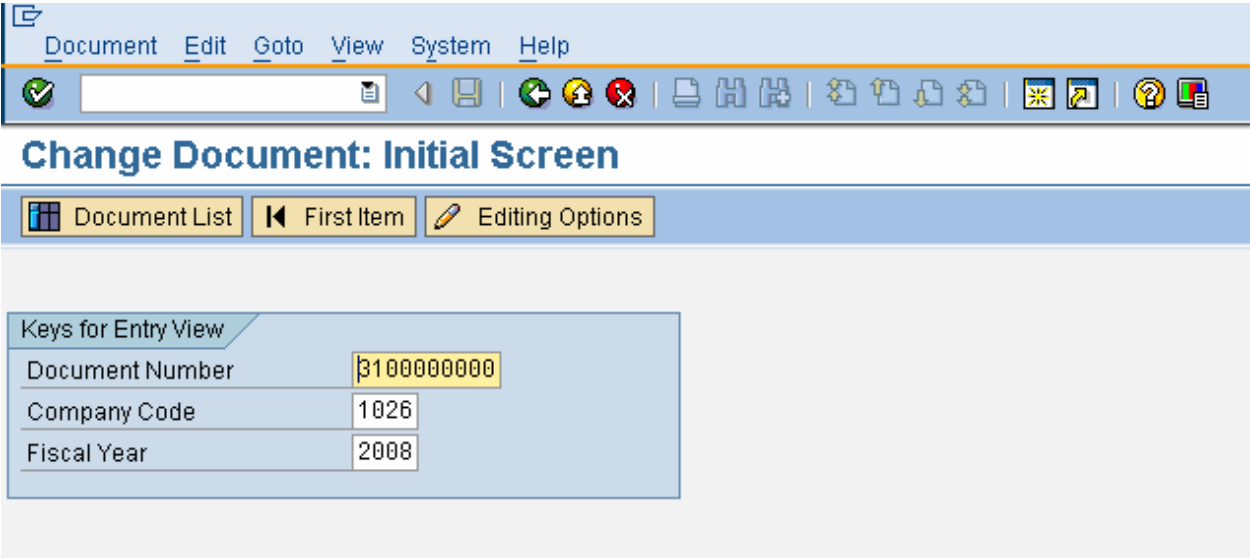 Document Edit Goto View System Help
Change Document: Initial Screen
Document List First Item Editing Options
Keys for Entry View
Document Number 3100000000
Company Code 1026
Fiscal Year 2008